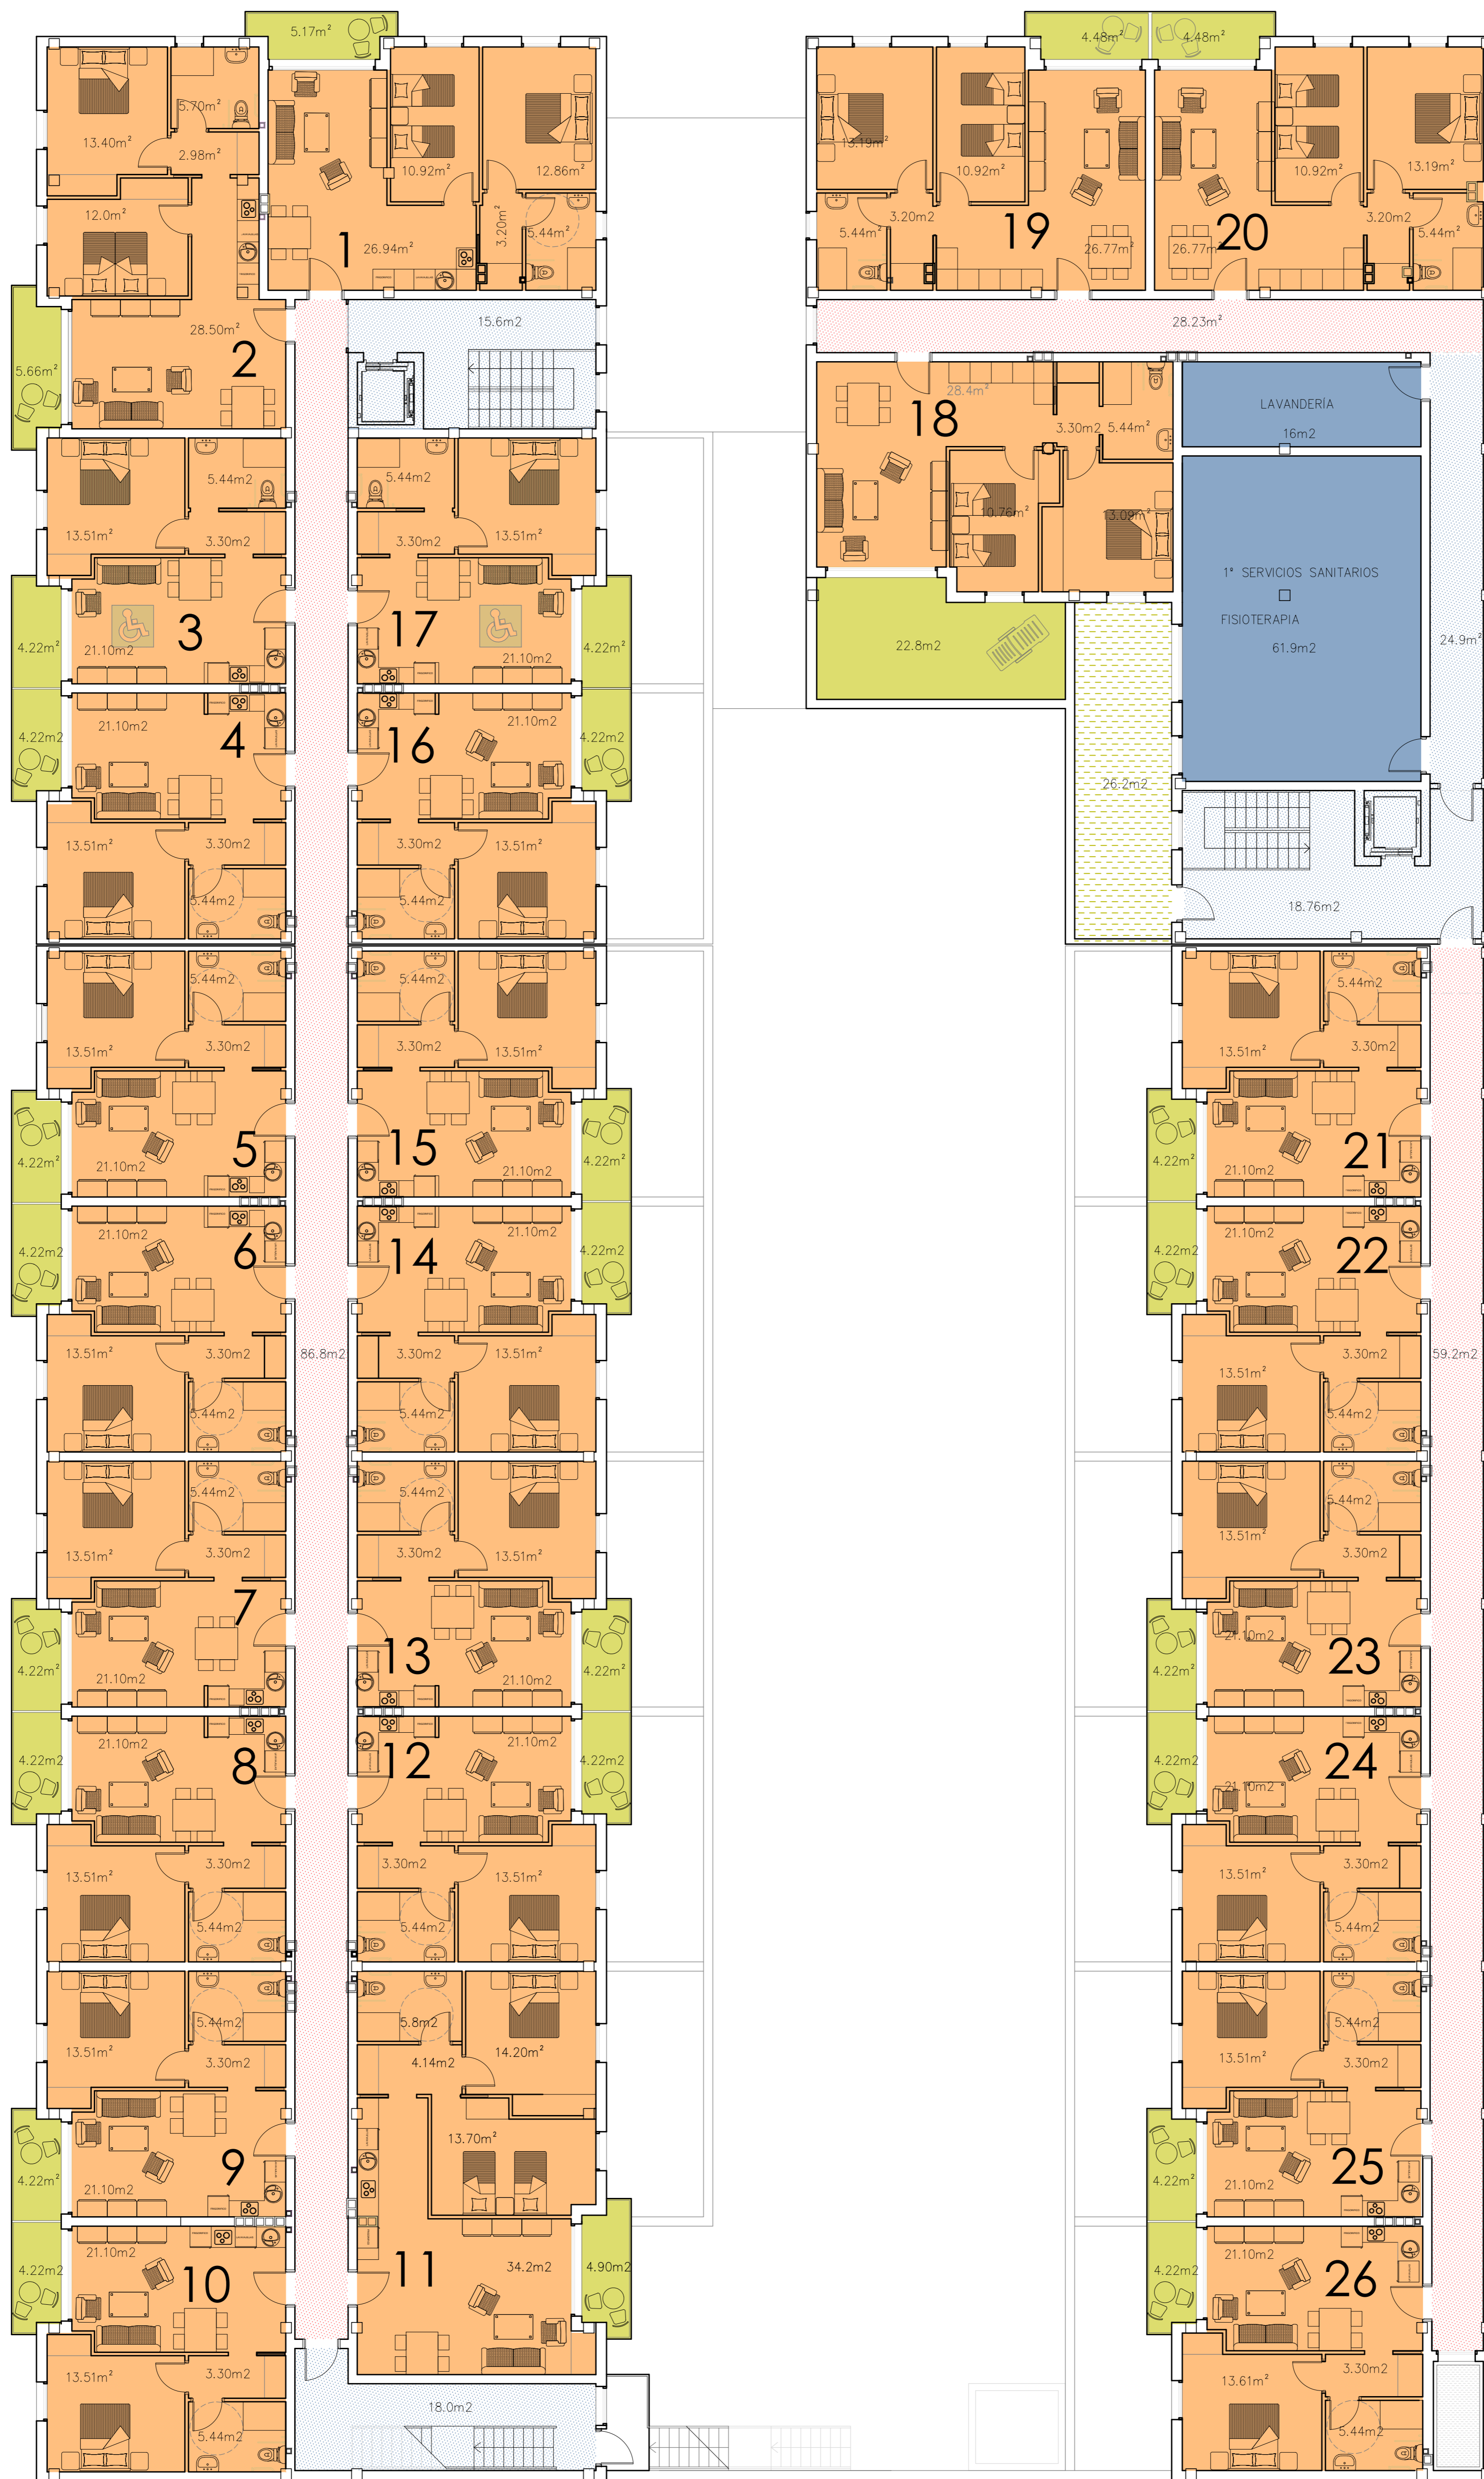 5.17m²
13.40m²
5.70m²
2.98m²
12.0m²
28.50m²
2
5.66m²
10.92m²
12.86m²
3.20m²
5.44m²
26.94m²
1
15.6m2
4.48m²
4.48m²
13.19m²
10.92m²
5.44m²
3.20m2
19
26.77m²
26.77m²
20
10.92m²
13.19m²
3.20m2
5.44m²
28.23m²
28.4m²
18
3.30m2
5.44m²
10.76m²
13.09m²
22.8m2
LAVANDERÍA
16m2
1ª SERVICIOS SANITARIOS
FISIOTERAPIA
61.9m2
24.9m²
26.2m2
18.76m2
13.51m²
5.44m2
3.30m2
3
21.10m2
4.22m²
5.44m2
3.30m2
13.51m²
17
21.10m2
4.22m²
4.22m2
21.10m2
4
13.51m²
3.30m2
5.44m2
16
21.10m2
4.22m2
3.30m2
13.51m²
5.44m2
13.51m²
5.44m2
3.30m2
4.22m²
21.10m2
5
5.44m2
3.30m2
13.51m²
15
21.10m2
4.22m²
4.22m2
21.10m2
6
13.51m²
3.30m2
5.44m2
86.8m2
14
21.10m2
4.22m2
3.30m2
13.51m²
5.44m2
13.51m²
5.44m2
3.30m2
7
21.10m2
4.22m²
5.44m2
3.30m2
13.51m²
13
21.10m2
4.22m²
4.22m2
21.10m2
8
13.51m²
3.30m2
5.44m2
12
21.10m2
4.22m2
3.30m2
13.51m²
5.44m2
13.51m²
5.44m2
3.30m2
4.22m²
21.10m2
9
5.8m2
4.14m2
14.20m²
13.70m²
11
34.2m2
4.90m2
4.22m2
21.10m2
10
13.51m²
3.30m2
5.44m2
18.0m2
13.51m²
5.44m2
3.30m2
4.22m²
21.10m2
21
4.22m2
21.10m2
22
13.51m²
3.30m2
5.44m2
59.2m2
13.51m²
5.44m2
3.30m2
4.22m²
21.10m2
23
4.22m2
21.10m2
24
13.51m²
3.30m2
5.44m2
13.51m²
5.44m2
3.30m2
4.22m²
21.10m2
25
4.22m2
21.10m2
26
13.61m²
3.30m2
5.44m2